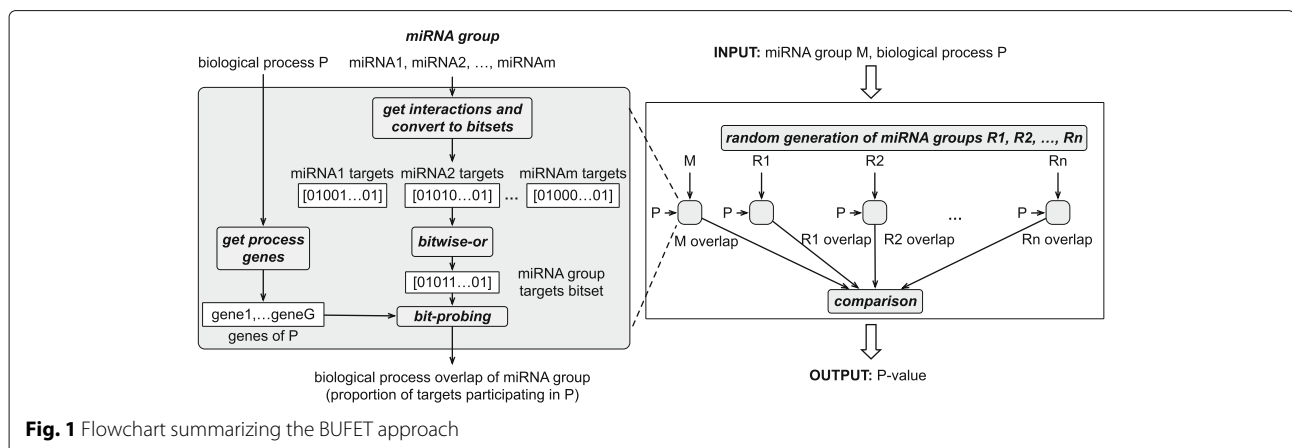 miRNA group
biological process P
miRNA1, miRNA2, ..., miRNAm
get interactions and
convert to bitsets
miRNA1 targets
miRNA2 targets
miRNAm targets
[01001...01]
[01010...01]
...
[01000...01]
get process
genes
bitwise-or
[01011...01]
miRNA group
targets bitset
gene1,...geneG
genes of P
bit-probing
biological process overlap of miRNA group
(proportion of targets participating in P)
INPUT: miRNA group M, biological process P
random generation of miRNA groups R1, R2, ..., Rn
M
R1
R2
Rn
P
P
P
...
P
M overlap
R1 overlap
R2 overlap
Rn overlap
comparison
OUTPUT: P-value
Fig. 1 Flowchart summarizing the BUFET approach